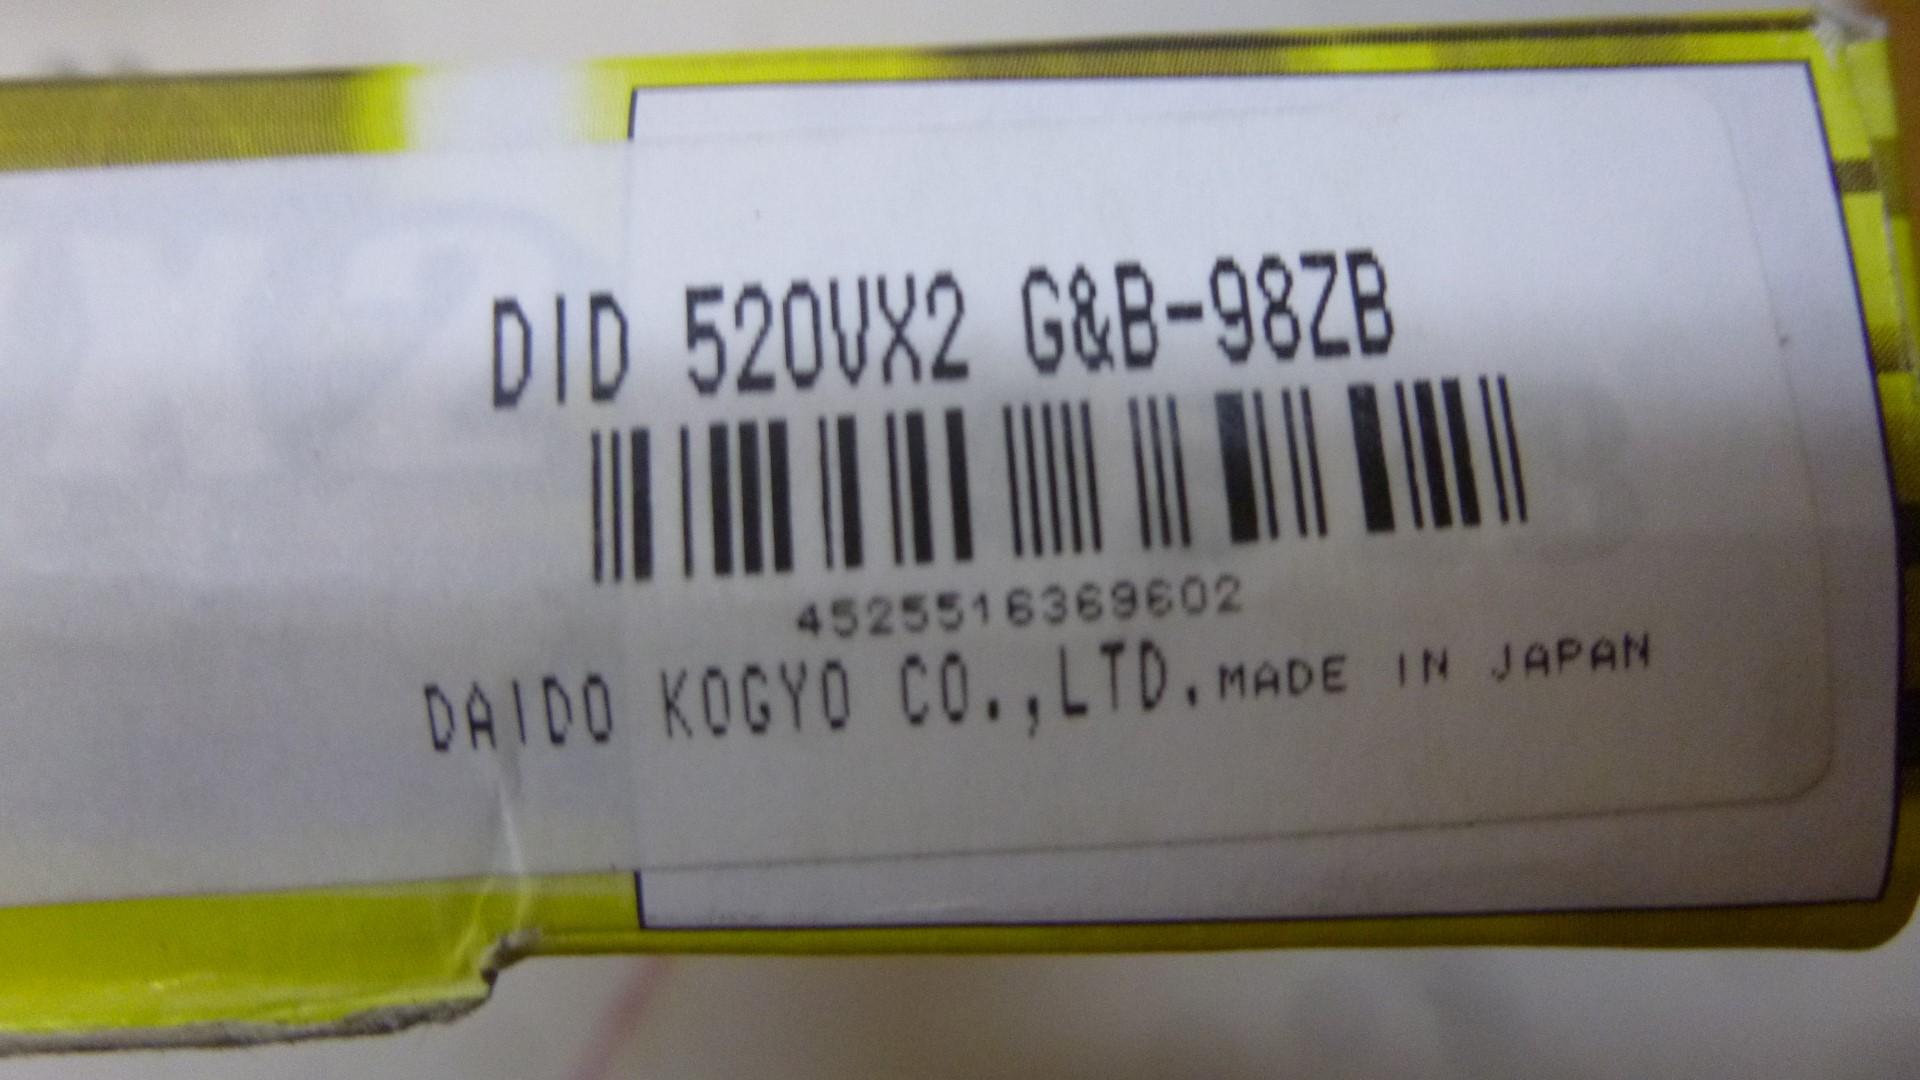 DID 520VX2 G&B-98ZB
4525516369602
DAIDO KOGYO CO.,LTD. MADE IN JAPAN